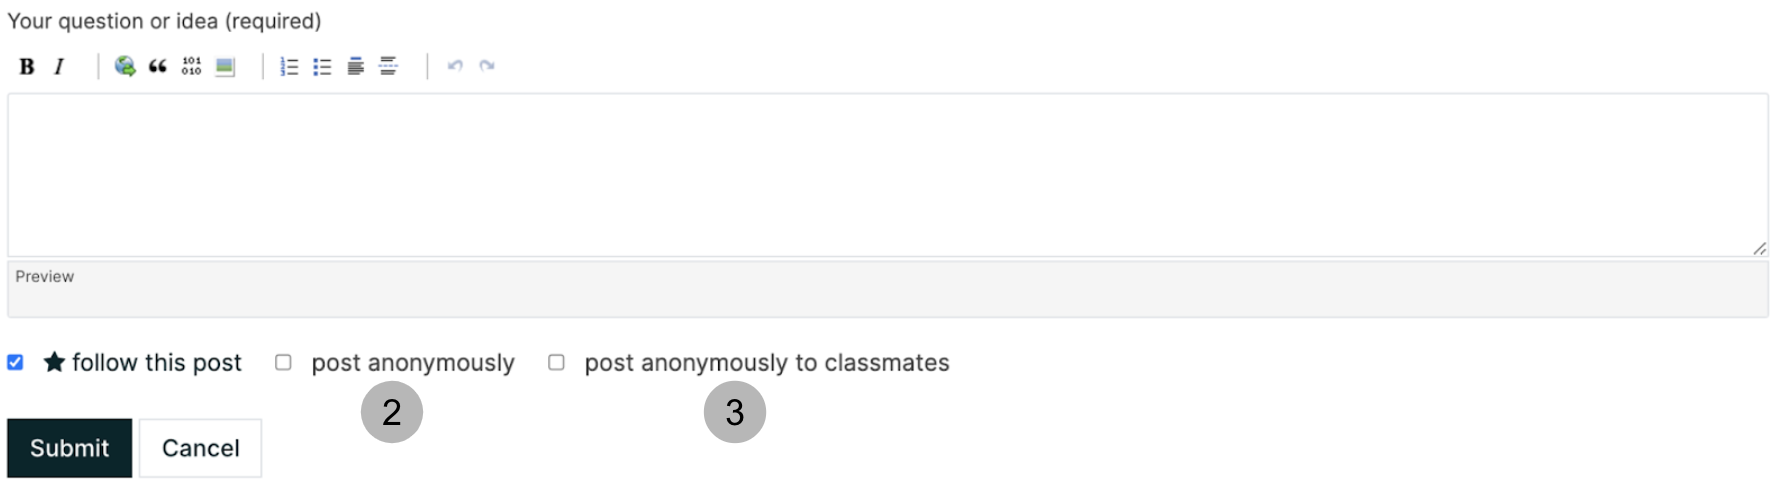 Your question or idea (required)
B I 101 010
Preview
follow this post post anonymously post anonymously to classmates
2 3
Submit Cancel